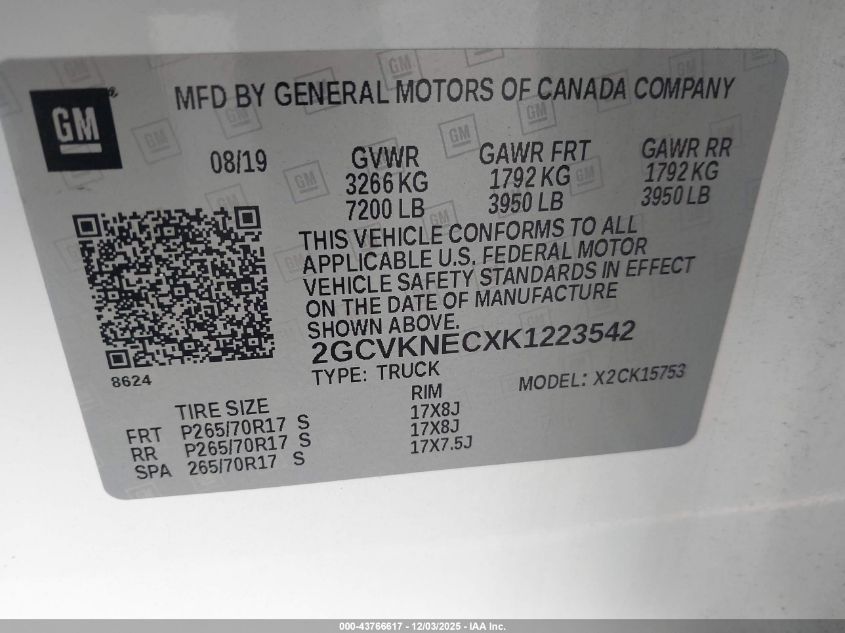 GM ®
MFD BY GENERAL MOTORS OF CANADA COMPANY
08/19 GVWR GAWR FRT GAWR RR
3266 KG 1792 KG 1792 KG
7200 LB 3950 LB 3950 LB
THIS VEHICLE CONFORMS TO ALL
APPLICABLE U.S. FEDERAL MOTOR
VEHICLE SAFETY STANDARDS IN EFFECT
ON THE DATE OF MANUFACTURE
SHOWN ABOVE.
2GCVKNECXK1223542
8624
TYPE: TRUCK MODEL: X2CK15753
TIRE SIZE RIM
FRT P265/70R17 S 17X8J
RR P265/70R17 S 17X8J
SPA 265/70R17 S 17X7.5J
000-43766617 - 12/03/2025 - IAA Inc.